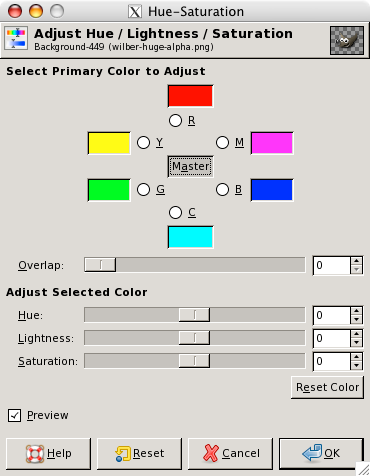 Hue-Saturation
Adjust Hue / Lightness / Saturation
Background-449 (wilber-huge-alpha.png)
Select Primary Color to Adjust
R
Y M
Master
G B
C
Overlap: 0
Adjust Selected Color
Hue: 0
Lightness: 0
Saturation: 0
Reset Color
Preview
Help Reset Cancel OK